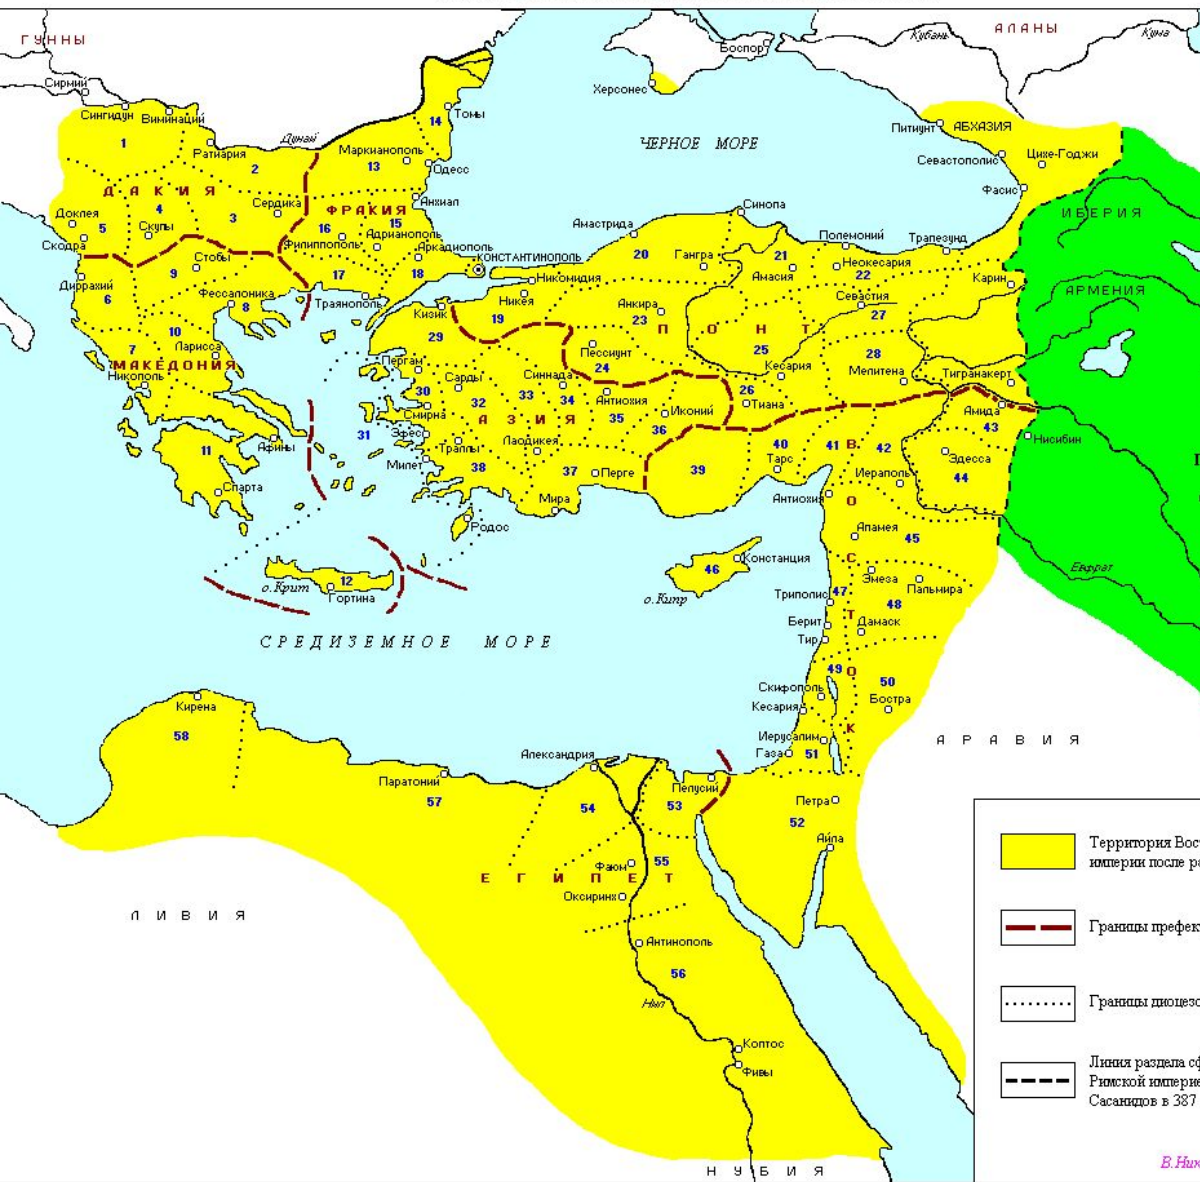 ГУННЫ
АЛАНЫ
Кубань
Кума
Боспор
Сирмий
Херсонес
Сингидун
Виминаций
Томы
14
Дунай
Питиунт
АБХАЗИЯ
1
ЧЕРНОЕ МОРЕ
Ратиария
Маркианополь
Севастополис
Цихе-Годжи
2
13
Одесс
ДАКИЯ
Фасис
Анхиал
Сердика
ФРАКИЯ
Синопа
ИБЕРИЯ
Доклея
4
3
15
5
Скупы
16
Амастрида
Адрианополь
Полемоний
Трапезунд
Скодра
Филиппополь
Аркадиополь
Стобы
КОНСТАНТИНОПОЛЬ
20
Гангра
21
Неокесария
9
17
18
Никомидия
Амасия
22
Карин
Диррахий
АРМЕНИЯ
6
Фессалоника
8
Траянополь
Никея
Анкира
Севастия
Кизик
19
23
27
10
29
ПОНТ
7
Ларисса
Пессиунт
25
28
МАКЕДОНИЯ
Пергам
24
Кесария
Мелитена
Никополь
Сарды
Синнада
Тигранакерт
30
32
33
34
Антиохия
26
Тиана
Смирна
АЗИЯ
35
Иконий
Амида
31
Эфес
36
43
11
Афины
Траллы
Лаодикея
40
41
42
Нисибин
Милет
38
37
Перге
39
Тарс
Эдесса
Иераполь
44
Спарта
Мира
Антиохия
ВОСТОК
Родос
Апамея
45
Констанция
46
12
Эмеза
Евфрат
о.Крит
Гортина
о.Кипр
Триполис
47
48
Пальмира
Берит
Дамаск
СРЕДИЗЕМНОЕ МОРЕ
Тир
49
50
Скифополь
Кирена
Кесария
Бостра
58
Иерусалим
АРАВИЯ
Александрия
Газа
51
Паратоний
Пелусий
57
54
53
Петра
52
Айла
Территория Вос
империи после ра
Фаюм
55
ЕГИПЕТ
Оксиринх
ЛИВИЯ
Границы префек
Антинополь
56
Нил
Границы диоцезо
Коптос
Фивы
Линия раздела сф
Римской империе
Сасанидов в 387
НУБИЯ
В.Них